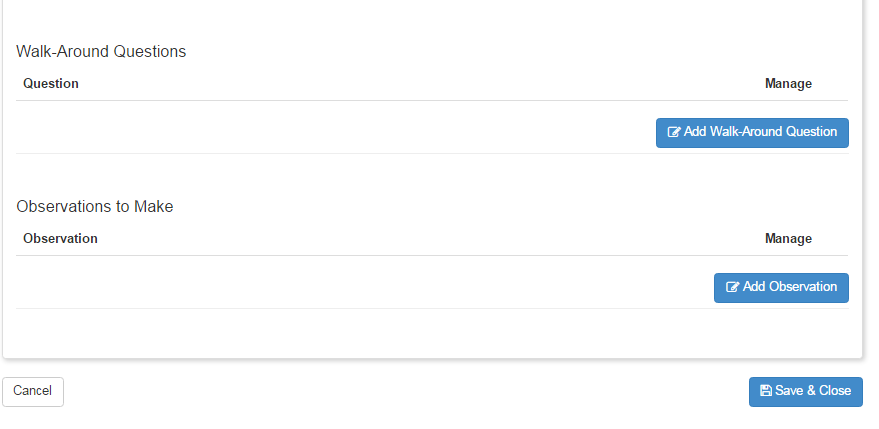 Walk-Around Questions
Question Manage
Add Walk-Around Question
Observations to Make
Observation Manage
Add Observation
Cancel Save & Close